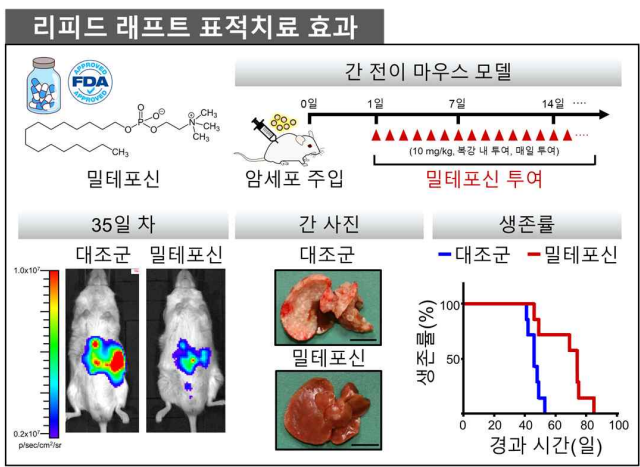 리피드 래프트 표적치료 효과
APPROVED
FDA
APPROVED
O
O⊖
P
O
O
N⊕
CH₃
CH₃
CH₃
CH₃
밀테포신
간 전이 마우스 모델
0일 1일 7일 14일 ....
....
(10 mg/kg, 복강 내 투여, 매일 투여)
암세포 주입
밀테포신 투여
35일 차
대조군 밀테포신
1.0x10⁷
0.2x10⁷
p/sec/cm²/sr
간 사진
대조군
밀테포신
생존률
대조군 밀테포신
생존률(%)
100
50
0 20 40 60 80 100
경과 시간(일)